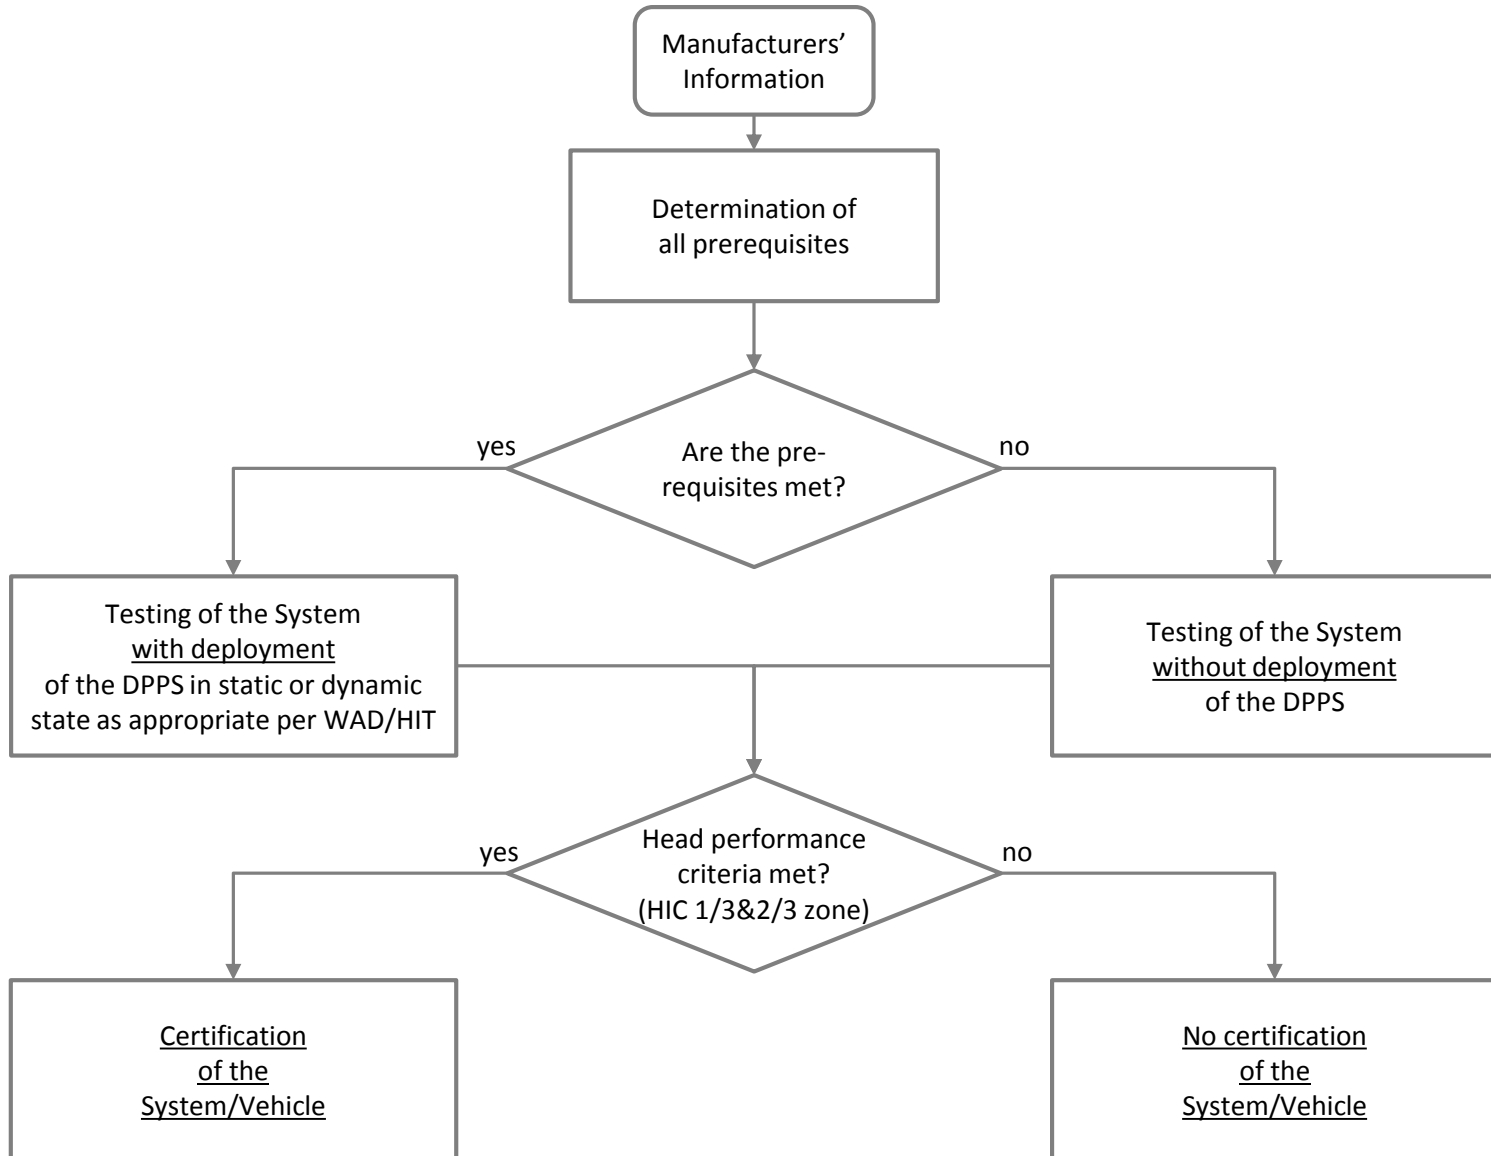 Manufacturers’
Information
Determination of
all prerequisites
yes
Are the pre-
requisites met?
no
Testing of the System
with deployment
of the DPPS in static or dynamic
state as appropriate per WAD/HIT
Testing of the System
without deployment
of the DPPS
yes
Head performance
criteria met?
(HIC 1/3&2/3 zone)
no
Certification
of the
System/Vehicle
No certification
of the
System/Vehicle